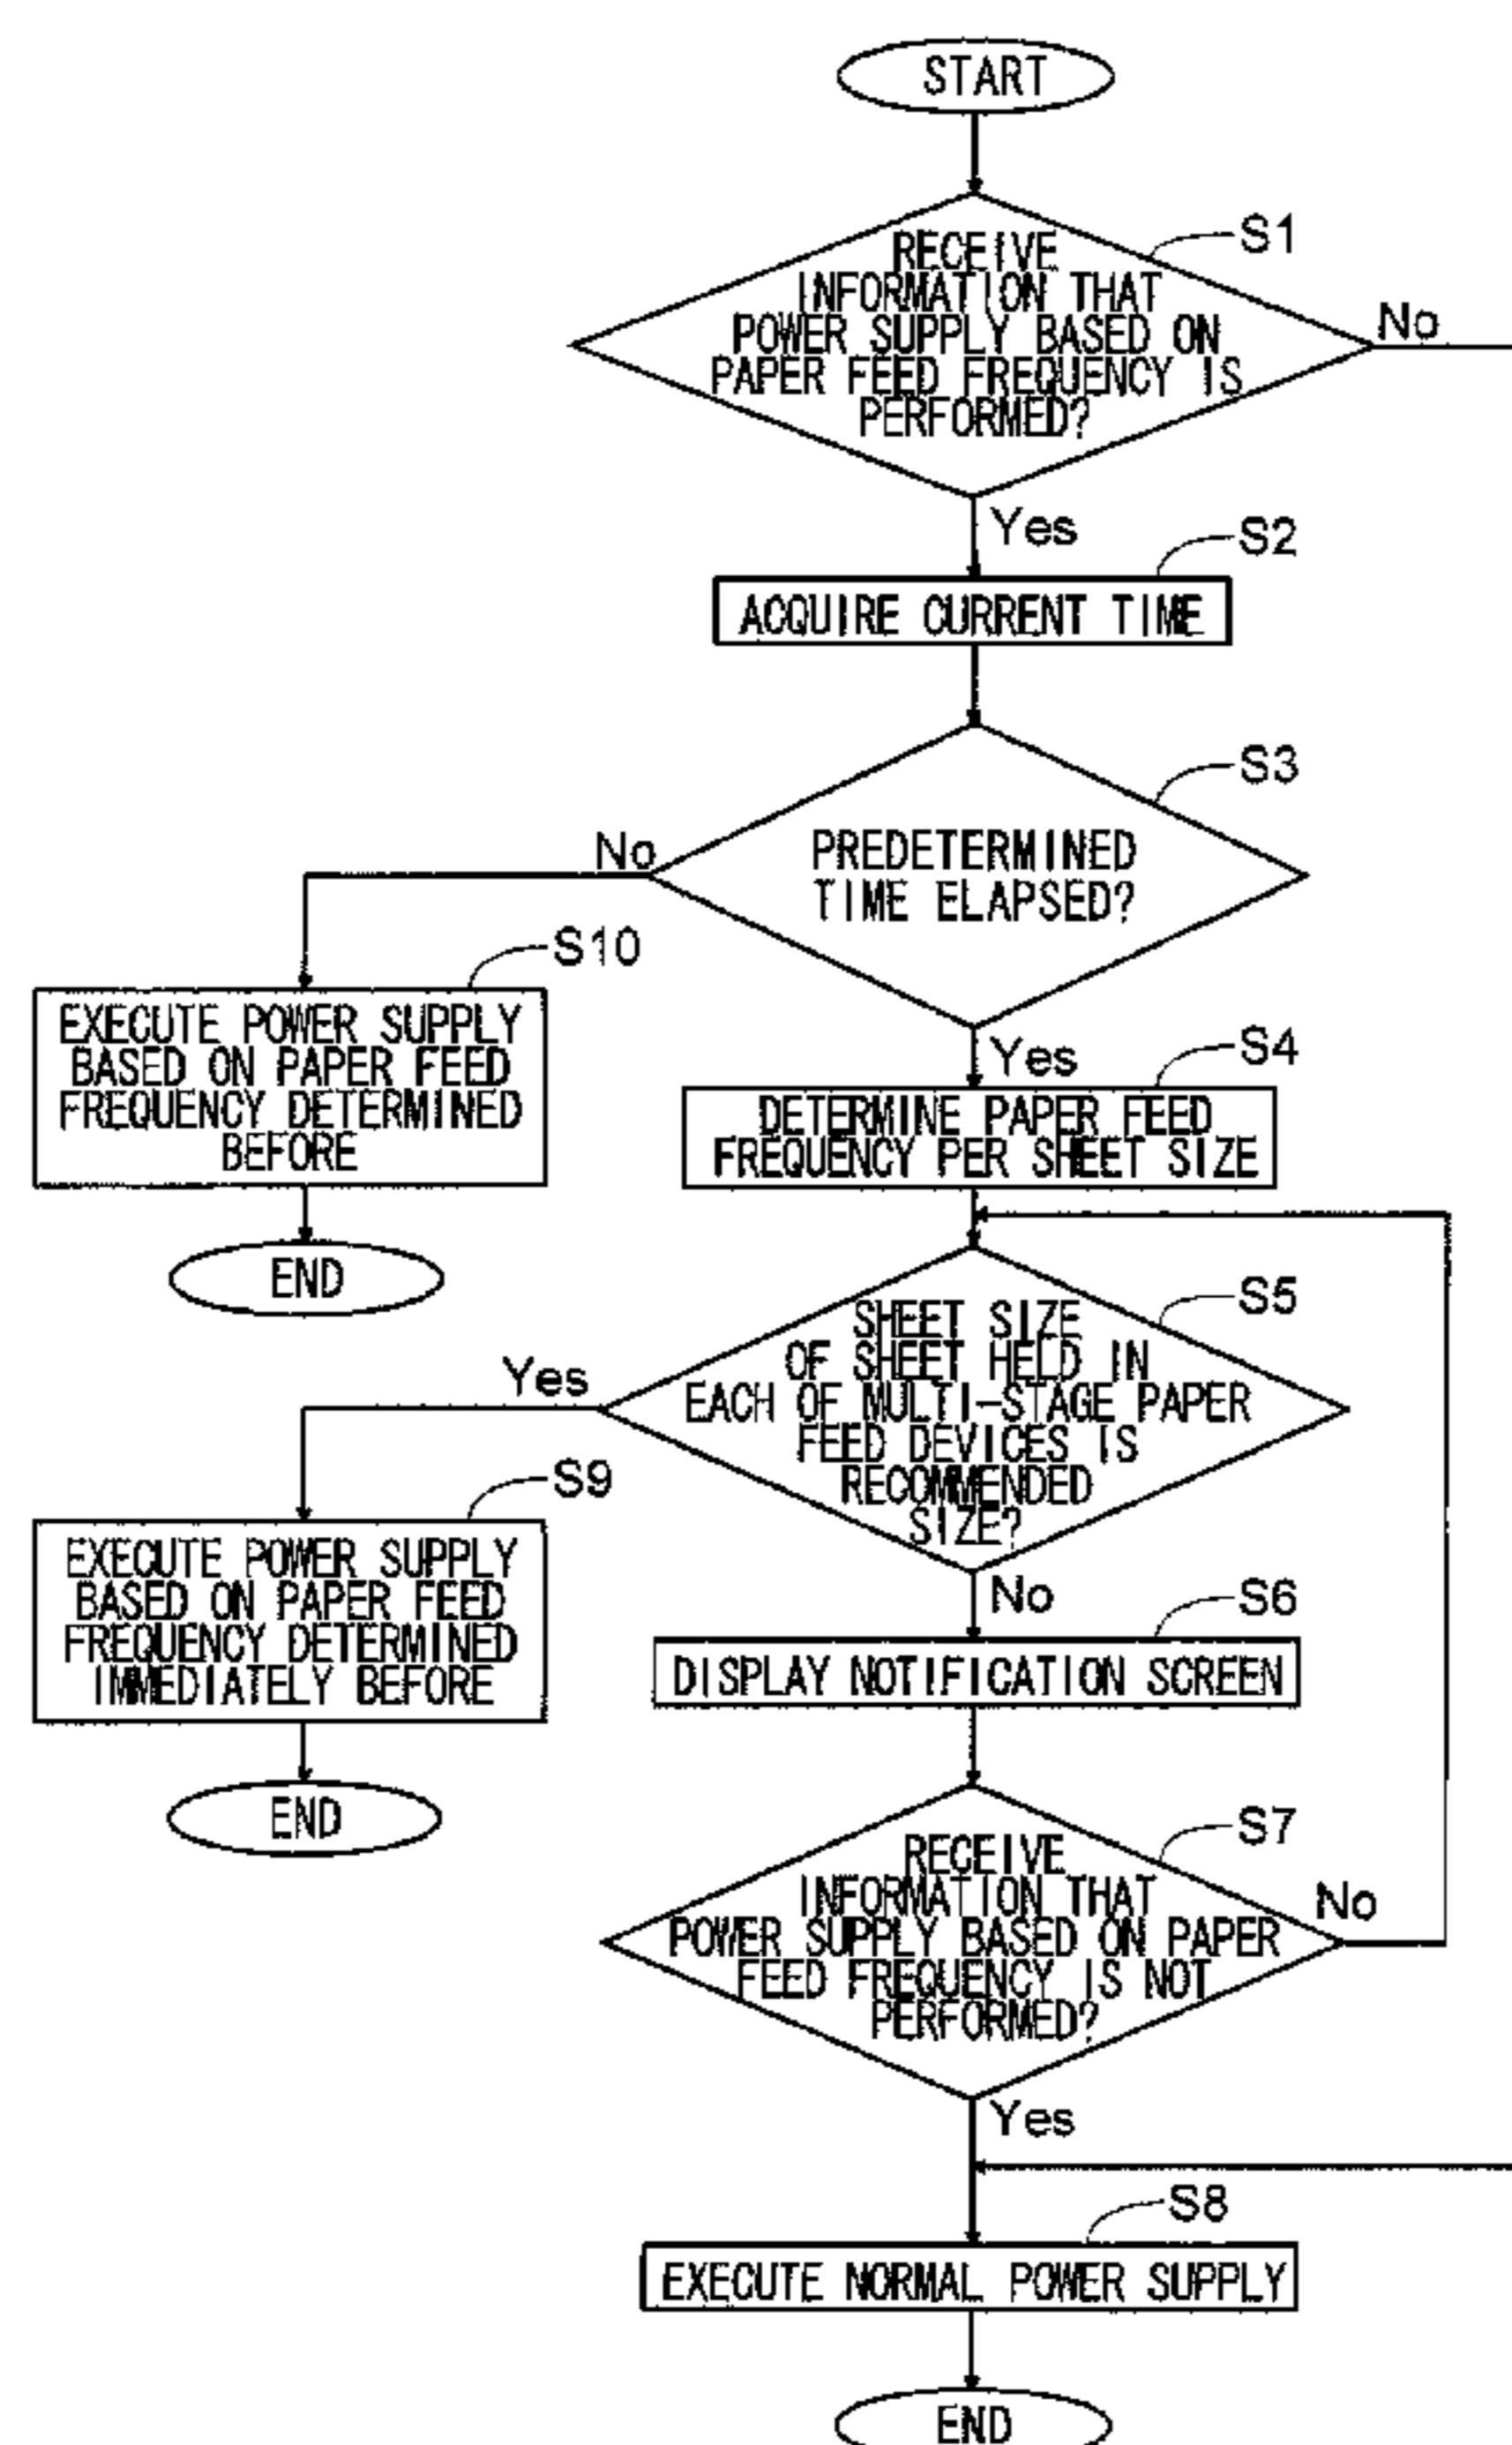 START
S1
RECEIVE
INFORMATION THAT
POWER SUPPLY BASED ON
PAPER FEED FREQUENCY IS
PERFORMED?
No
Yes
S2
ACQUIRE CURRENT TIME
S3
PREDETERMINED
TIME ELAPSED?
No
S10
EXECUTE POWER SUPPLY
BASED ON PAPER FEED
FREQUENCY DETERMINED
BEFORE
END
Yes
S4
DETERMINE PAPER FEED
FREQUENCY PER SHEET SIZE
S5
SHEET SIZE
OF SHEET HELD IN
EACH OF MULTI-STAGE PAPER
FEED DEVICES IS
RECOMMENDED
SIZE?
Yes
S9
EXECUTE POWER SUPPLY
BASED ON PAPER FEED
FREQUENCY DETERMINED
IMMEDIATELY BEFORE
END
No
S6
DISPLAY NOTIFICATION SCREEN
S7
RECEIVE
INFORMATION THAT
POWER SUPPLY BASED ON PAPER
FEED FREQUENCY IS NOT
PERFORMED?
No
Yes
S8
EXECUTE NORMAL POWER SUPPLY
END